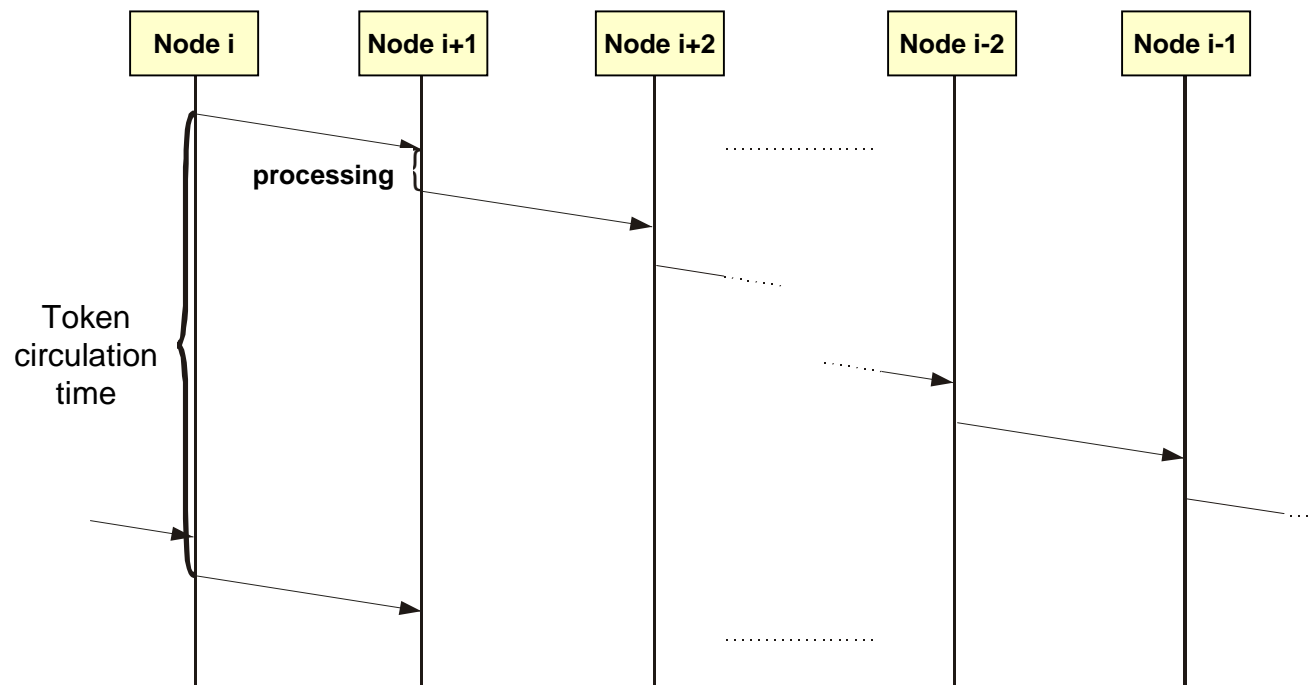 Node i
Node i+1
Node i+2
Node i-2
Node i-1
processing
Token
circulation
time